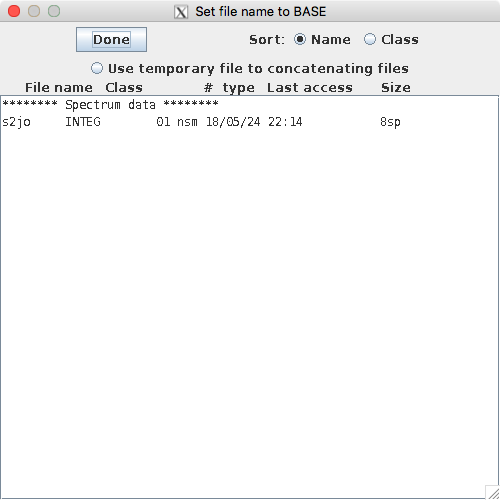 Set file name to BASE
Done Sort: Name Class
Use temporary file to concatenating files
File name Class # type Last access Size
******** Spectrum data ********
s2jo INTEG 01 nsm 18/05/24 22:14 8sp